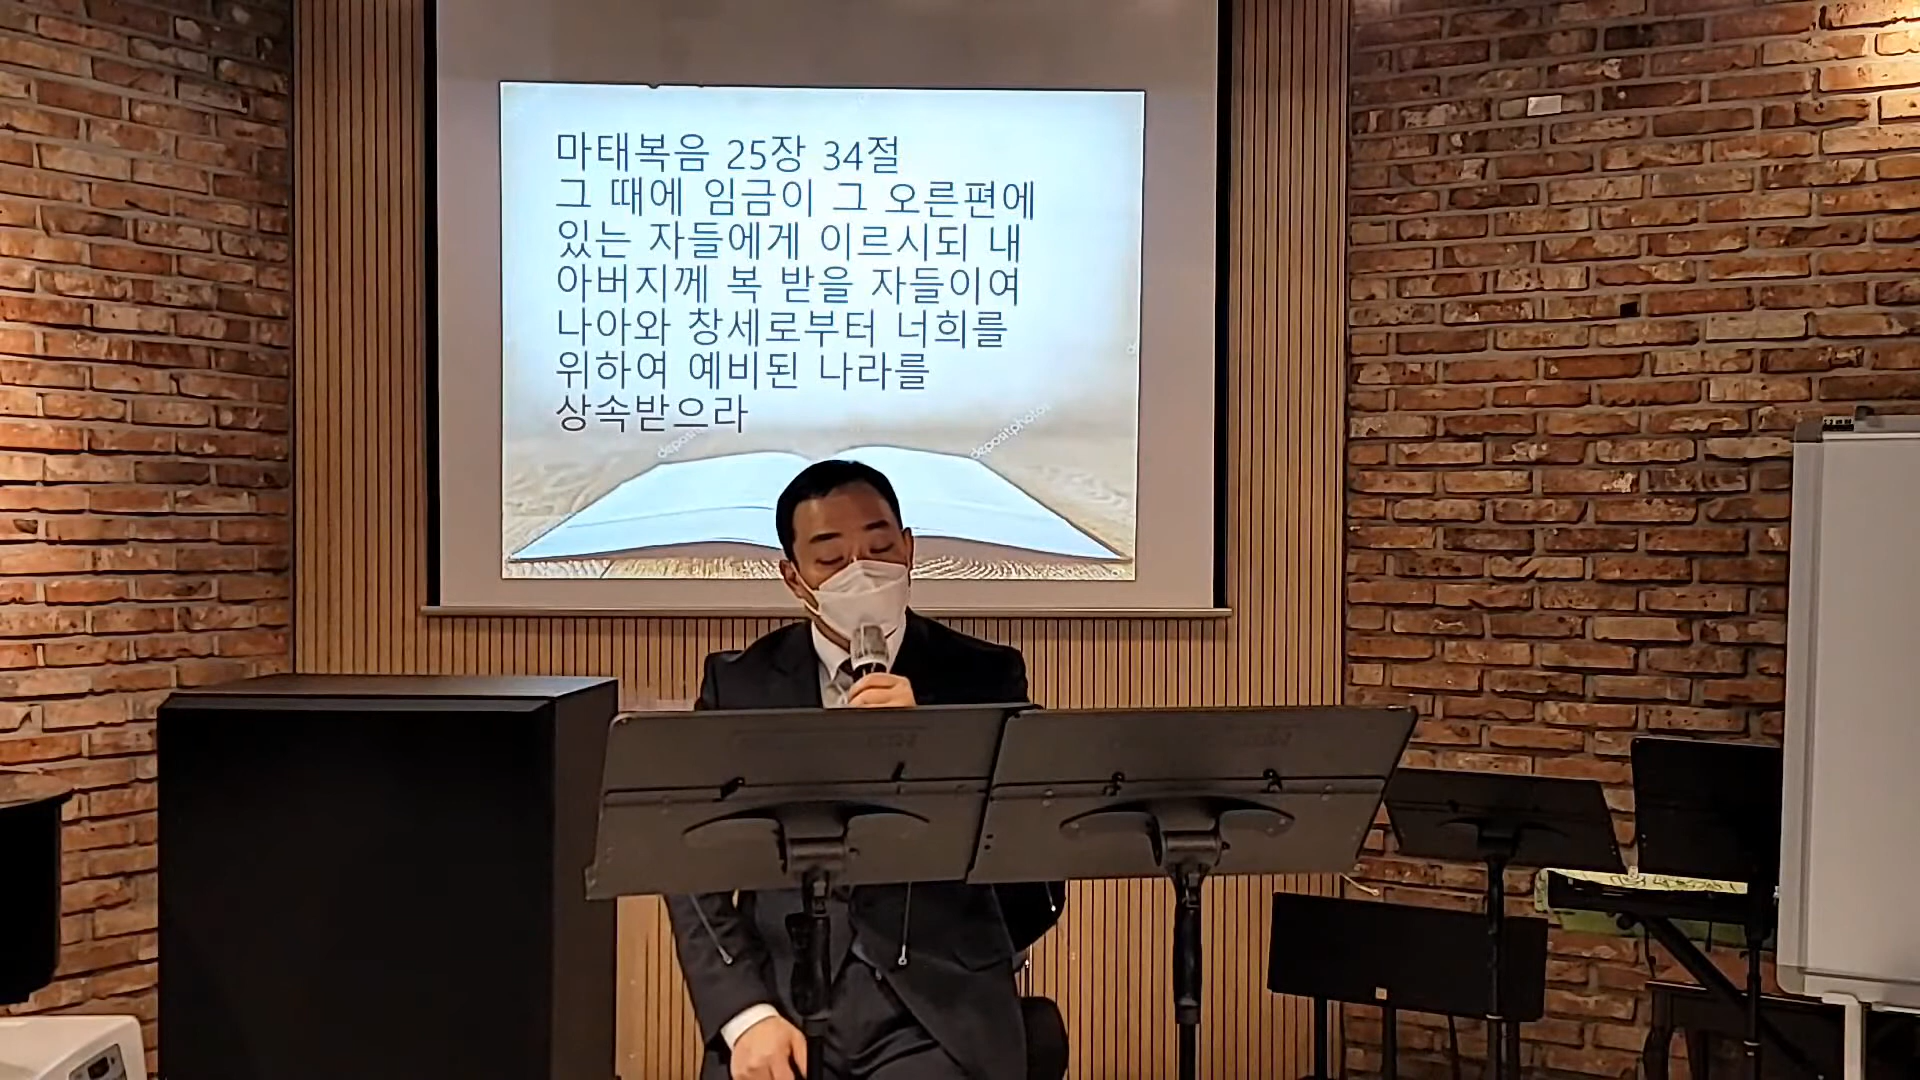 마태복음 25장 34절
그 때에 임금이 그 오른편에
있는 자들에게 이르시되 내
아버지께 복 받을 자들이여
나아와 창세로부터 너희를
위하여 예비된 나라를
상속받으라
depositphotos